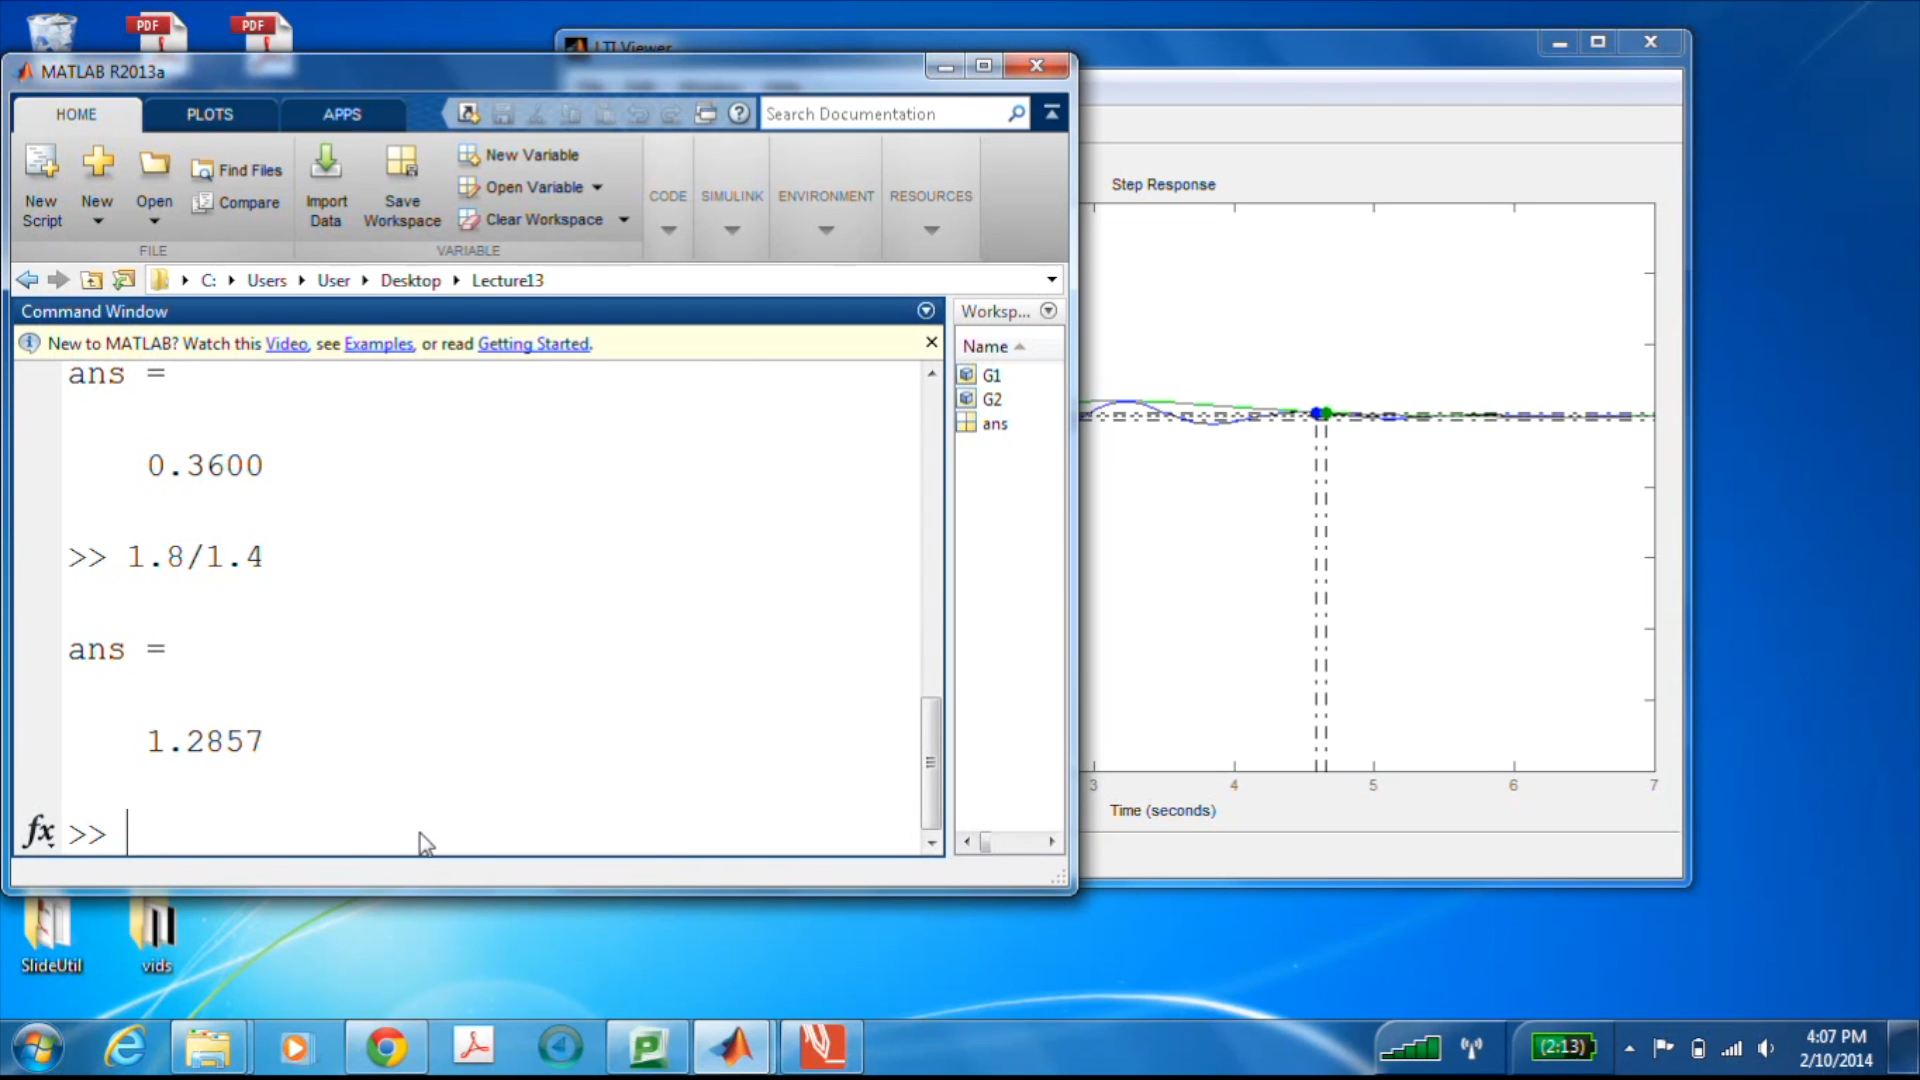 PDF
PDF
LTI Viewer
MATLAB R2013a
HOME
PLOTS
APPS
Search Documentation
New Script
New
Open
Find Files
Compare
Import Data
Save Workspace
New Variable
Open Variable
Clear Workspace
CODE
SIMULINK
ENVIRONMENT
RESOURCES
FILE
VARIABLE
C:
Users
User
Desktop
Lecture13
Command Window
New to MATLAB? Watch this Video, see Examples, or read Getting Started.
ans =
0.3600
>> 1.8/1.4
ans =
1.2857
fx >>
Worksp...
Name
G1
G2
ans
Step Response
3
4
5
6
7
Time (seconds)
SlideUtil
vids
(2:13)
4:07 PM
2/10/2014